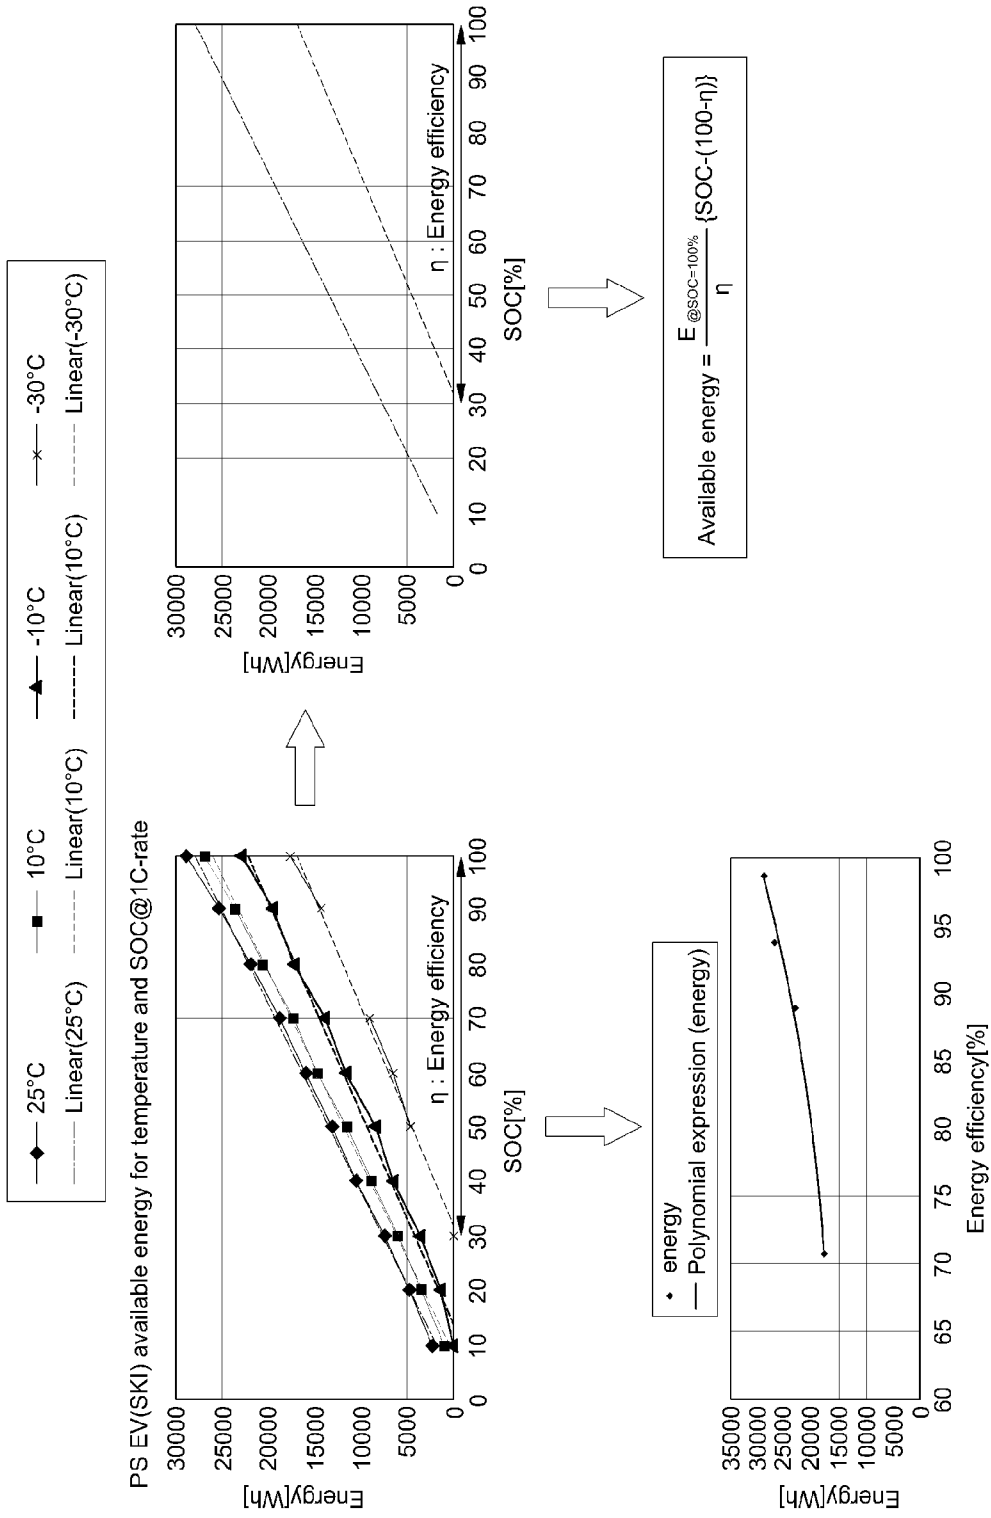 25°C
10°C
-10°C
-30°C
Linear(25°C)
Linear(10°C)
Linear(10°C)
Linear(-30°C)
PS EV(SKI) available energy for temperature and SOC@1C-rate
Energy[Wh]
30000
25000
20000
15000
10000
5000
0
η : Energy efficiency
0 10 20 30 40 50 60 70 80 90 100
SOC[%]
Energy[Wh]
30000
25000
20000
15000
10000
5000
0
η : Energy efficiency
0 10 20 30 40 50 60 70 80 90 100
SOC[%]
energy
Polynomial expression (energy)
Energy[Wh]
35000
30000
25000
20000
15000
10000
5000
0
60 65 70 75 80 85 90 95 100
Energy efficiency[%]
Available energy = E @SOC=100% / η {SOC-(100-η)}